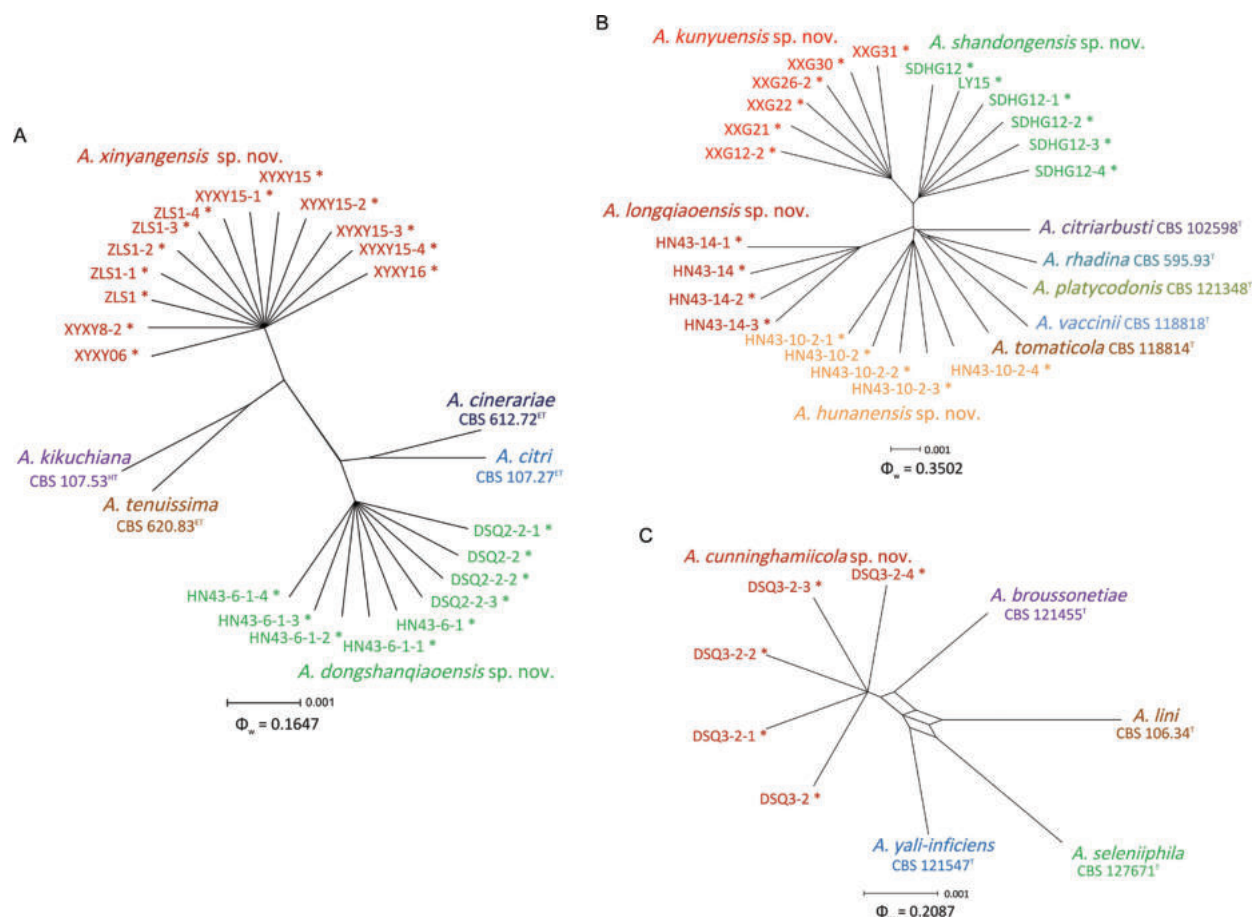 A
A. xinyangensis sp. nov.
XYXY15 *
XYXY15-1 *
XYXY15-2 *
ZLS1-4 *
ZLS1-3 *
XYXY15-3 *
ZLS1-2 *
XYXY15-4 *
ZLS1-1 *
XYXY16 *
ZLS1 *
XYXY8-2 *
XYXY06 *
A. cinerariae
CBS 612.72ᴱᵀ
A. kikuchiana
CBS 107.53ᴴᵀ
A. citri
CBS 107.27ᴱᵀ
A. tenuissima
CBS 620.83ᴱᵀ
DSQ2-2-1 *
DSQ2-2 *
DSQ2-2-2 *
DSQ2-2-3 *
HN43-6-1-4 *
HN43-6-1-3 *
HN43-6-1 *
HN43-6-1-2 *
HN43-6-1-1 *
A. dongshanqiaoensis sp. nov.
0.001
Φw = 0.1647
B
A. kunyuensis sp. nov.
XXG31 *
XXG30 *
XXG26-2 *
XXG22 *
XXG21 *
XXG12-2 *
A. shandongensis sp. nov.
SDHG12 *
LY15 *
SDHG12-1 *
SDHG12-2 *
SDHG12-3 *
SDHG12-4 *
A. longqiaoensis sp. nov.
HN43-14-1 *
HN43-14 *
HN43-14-2 *
HN43-14-3 *
A. citriarbusti CBS 102598ᵀ
A. rhadina CBS 595.93ᵀ
A. platycodonis CBS 121348ᵀ
A. vaccinii CBS 118818ᵀ
A. tomaticola CBS 118814ᵀ
HN43-10-2-1 *
HN43-10-2 *
HN43-10-2-2 *
HN43-10-2-3 *
HN43-10-2-4 *
A. hunanensis sp. nov.
0.001
Φw = 0.3502
C
A. cunninghamiicola sp. nov.
DSQ3-2-4 *
DSQ3-2-3 *
DSQ3-2-2 *
DSQ3-2-1 *
DSQ3-2 *
A. broussonetiae
CBS 121455ᵀ
A. lini
CBS 106.34ᵀ
A. yali-inficiens
CBS 121547ᵀ
A. seleniiphila
CBS 127671ᵀ
0.001
Φ = 0.2087